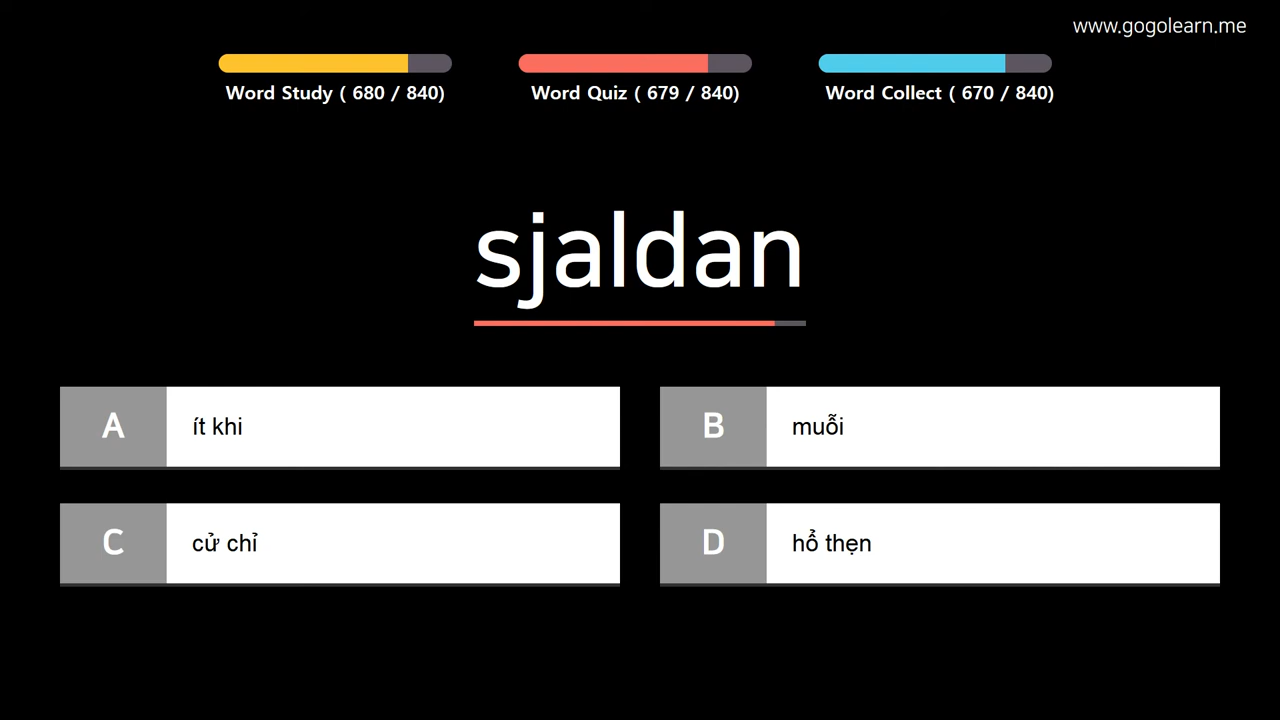 www.gogolearn.me
Word Study ( 680 / 840)
Word Quiz ( 679 / 840)
Word Collect ( 670 / 840)
sjaldan
A ít khi
B muỗi
C cử chỉ
D hổ thẹn